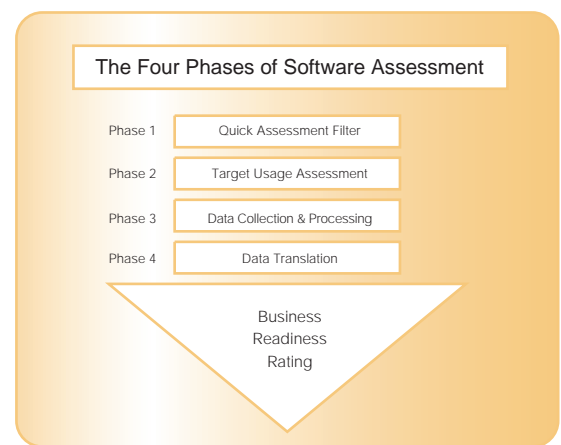 The Four Phases of Software Assessment
Phase 1 Quick Assessment Filter
Phase 2 Target Usage Assessment
Phase 3 Data Collection & Processing
Phase 4 Data Translation
Business
Readiness
Rating